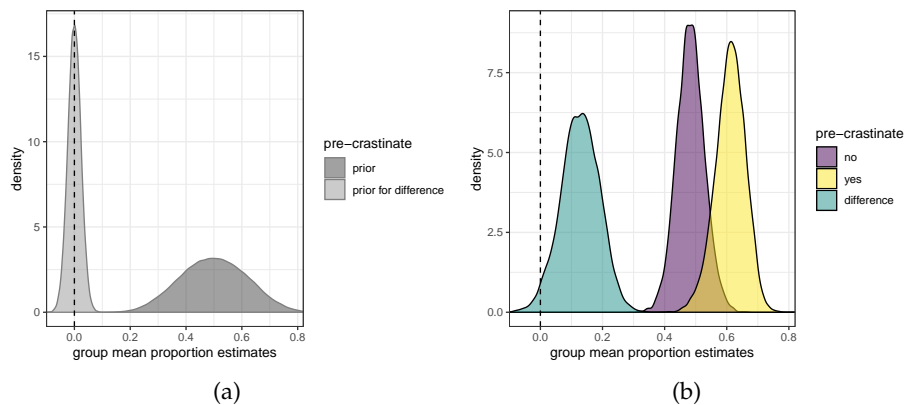 15
10
5
0
density
0.0 0.2 0.4 0.6 0.8
group mean proportion estimates
pre−crastinate
prior
prior for difference
(a)
7.5
5.0
2.5
0.0
density
0.0 0.2 0.4 0.6 0.8
group mean proportion estimates
pre−crastinate
no
yes
difference
(b)